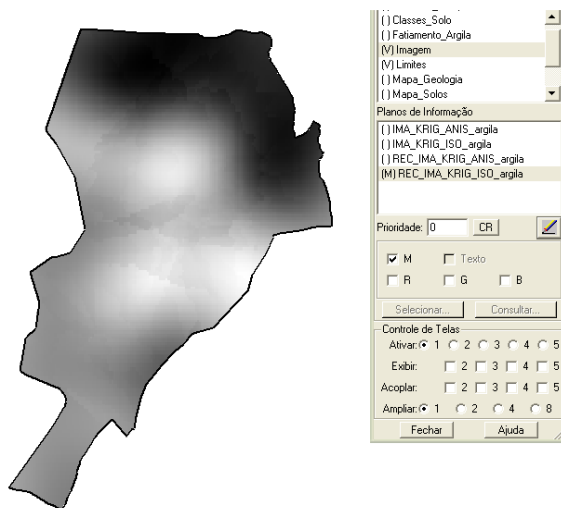 ( ) Classes_Solo
( ) Fatiamento_Argila
(V) Imagem
(V) Limites
( ) Mapa_Geologia
( ) Mapa_Solos
Planos de Informação
( ) IMA_KRIG_ANIS_argila
( ) IMA_KRIG_ISO_argila
( ) REC_IMA_KRIG_ANIS_argila
(M) REC_IMA_KRIG_ISO_argila
Prioridade: 0 CR
M Texto
R G B
Selecionar... Consultar...
Controle de Telas
Ativar: 1 2 3 4 5
Exibir: 2 3 4 5
Acoplar: 2 3 4 5
Ampliar: 1 2 4 8
Fechar Ajuda